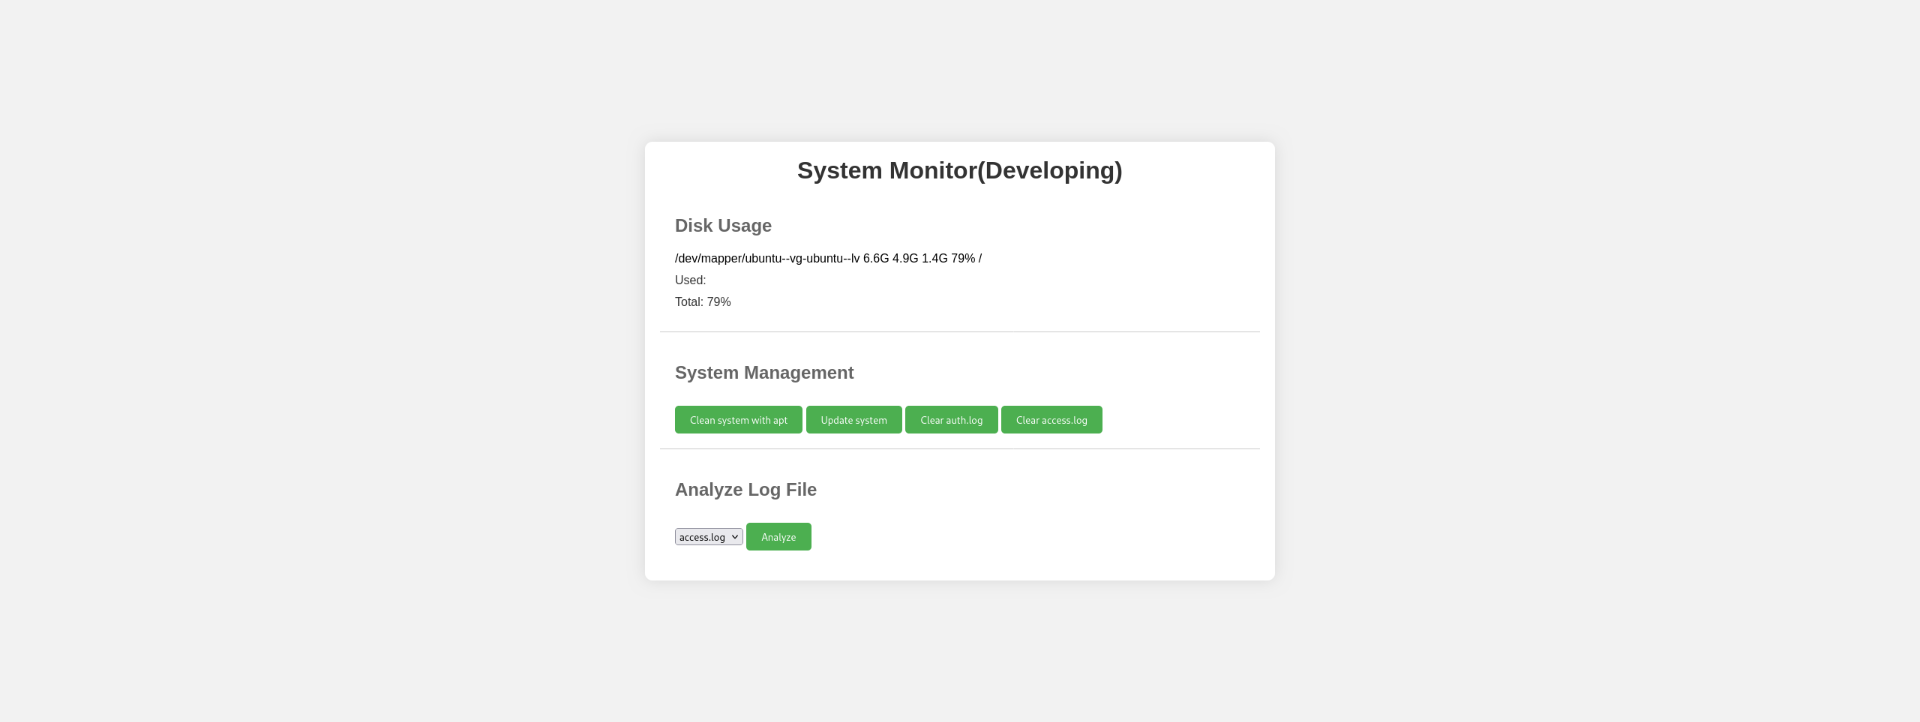 System Monitor(Developing)
Disk Usage
/dev/mapper/ubuntu--vg-ubuntu--lv 6.6G 4.9G 1.4G 79% /
Used:
Total: 79%
System Management
Clean system with apt Update system Clear auth.log Clear access.log
Analyze Log File
access.log Analyze